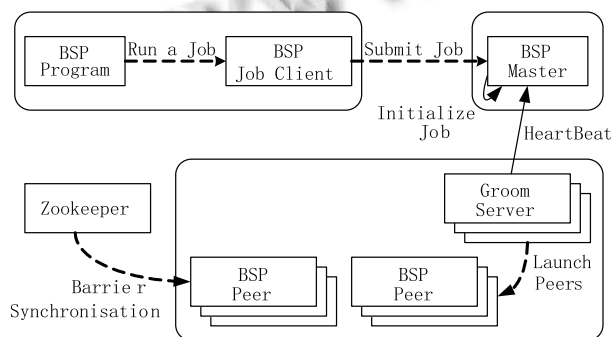 BSP
Program
Run a Job
BSP
Job Client
Submit Job
BSP
Master
Initialize
Job
HeartBeat
Zookeeper
Groom
Server
Barrier
Synchronisation
BSP
Peer
BSP
Peer
Launch
Peers